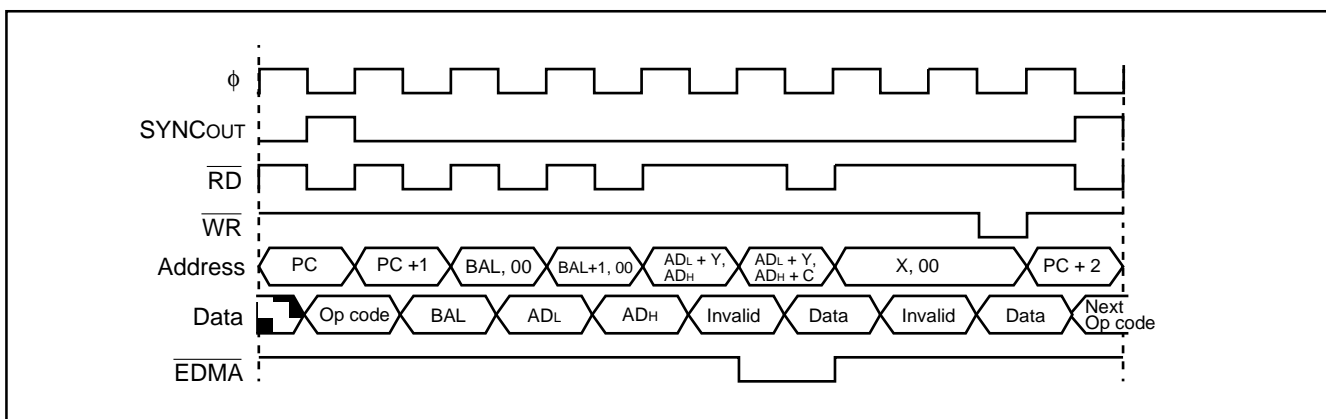 ϕ
SYNCOUT
RD
WR
Address
PC
PC +1
BAL, 00
BAL+1, 00
ADL + Y,
ADH
ADL + Y,
ADH + C
X, 00
PC + 2
Data
Op code
BAL
ADL
ADH
Invalid
Data
Invalid
Data
Next
Op code
EDMA